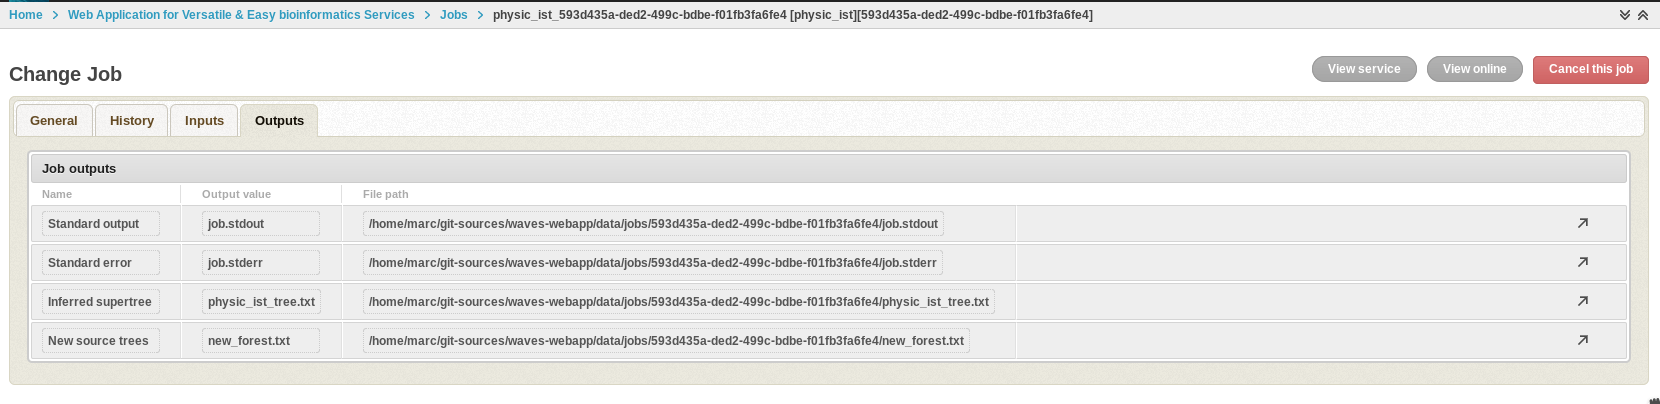 Home > Web Application for Versatile & Easy bioinformatics Services > Jobs > physic_ist_593d435a-ded2-499c-bdbe-f01fb3fa6fe4 [physic_ist][593d435a-ded2-499c-bdbe-f01fb3fa6fe4]
Change Job
View service View online Cancel this job
General History Inputs Outputs
Job outputs
Name Output value File path
Standard output job.stdout /home/marc/git-sources/waves-webapp/data/jobs/593d435a-ded2-499c-bdbe-f01fb3fa6fe4/job.stdout
Standard error job.stderr /home/marc/git-sources/waves-webapp/data/jobs/593d435a-ded2-499c-bdbe-f01fb3fa6fe4/job.stderr
Inferred supertree physic_ist_tree.txt /home/marc/git-sources/waves-webapp/data/jobs/593d435a-ded2-499c-bdbe-f01fb3fa6fe4/physic_ist_tree.txt
New source trees new_forest.txt /home/marc/git-sources/waves-webapp/data/jobs/593d435a-ded2-499c-bdbe-f01fb3fa6fe4/new_forest.txt